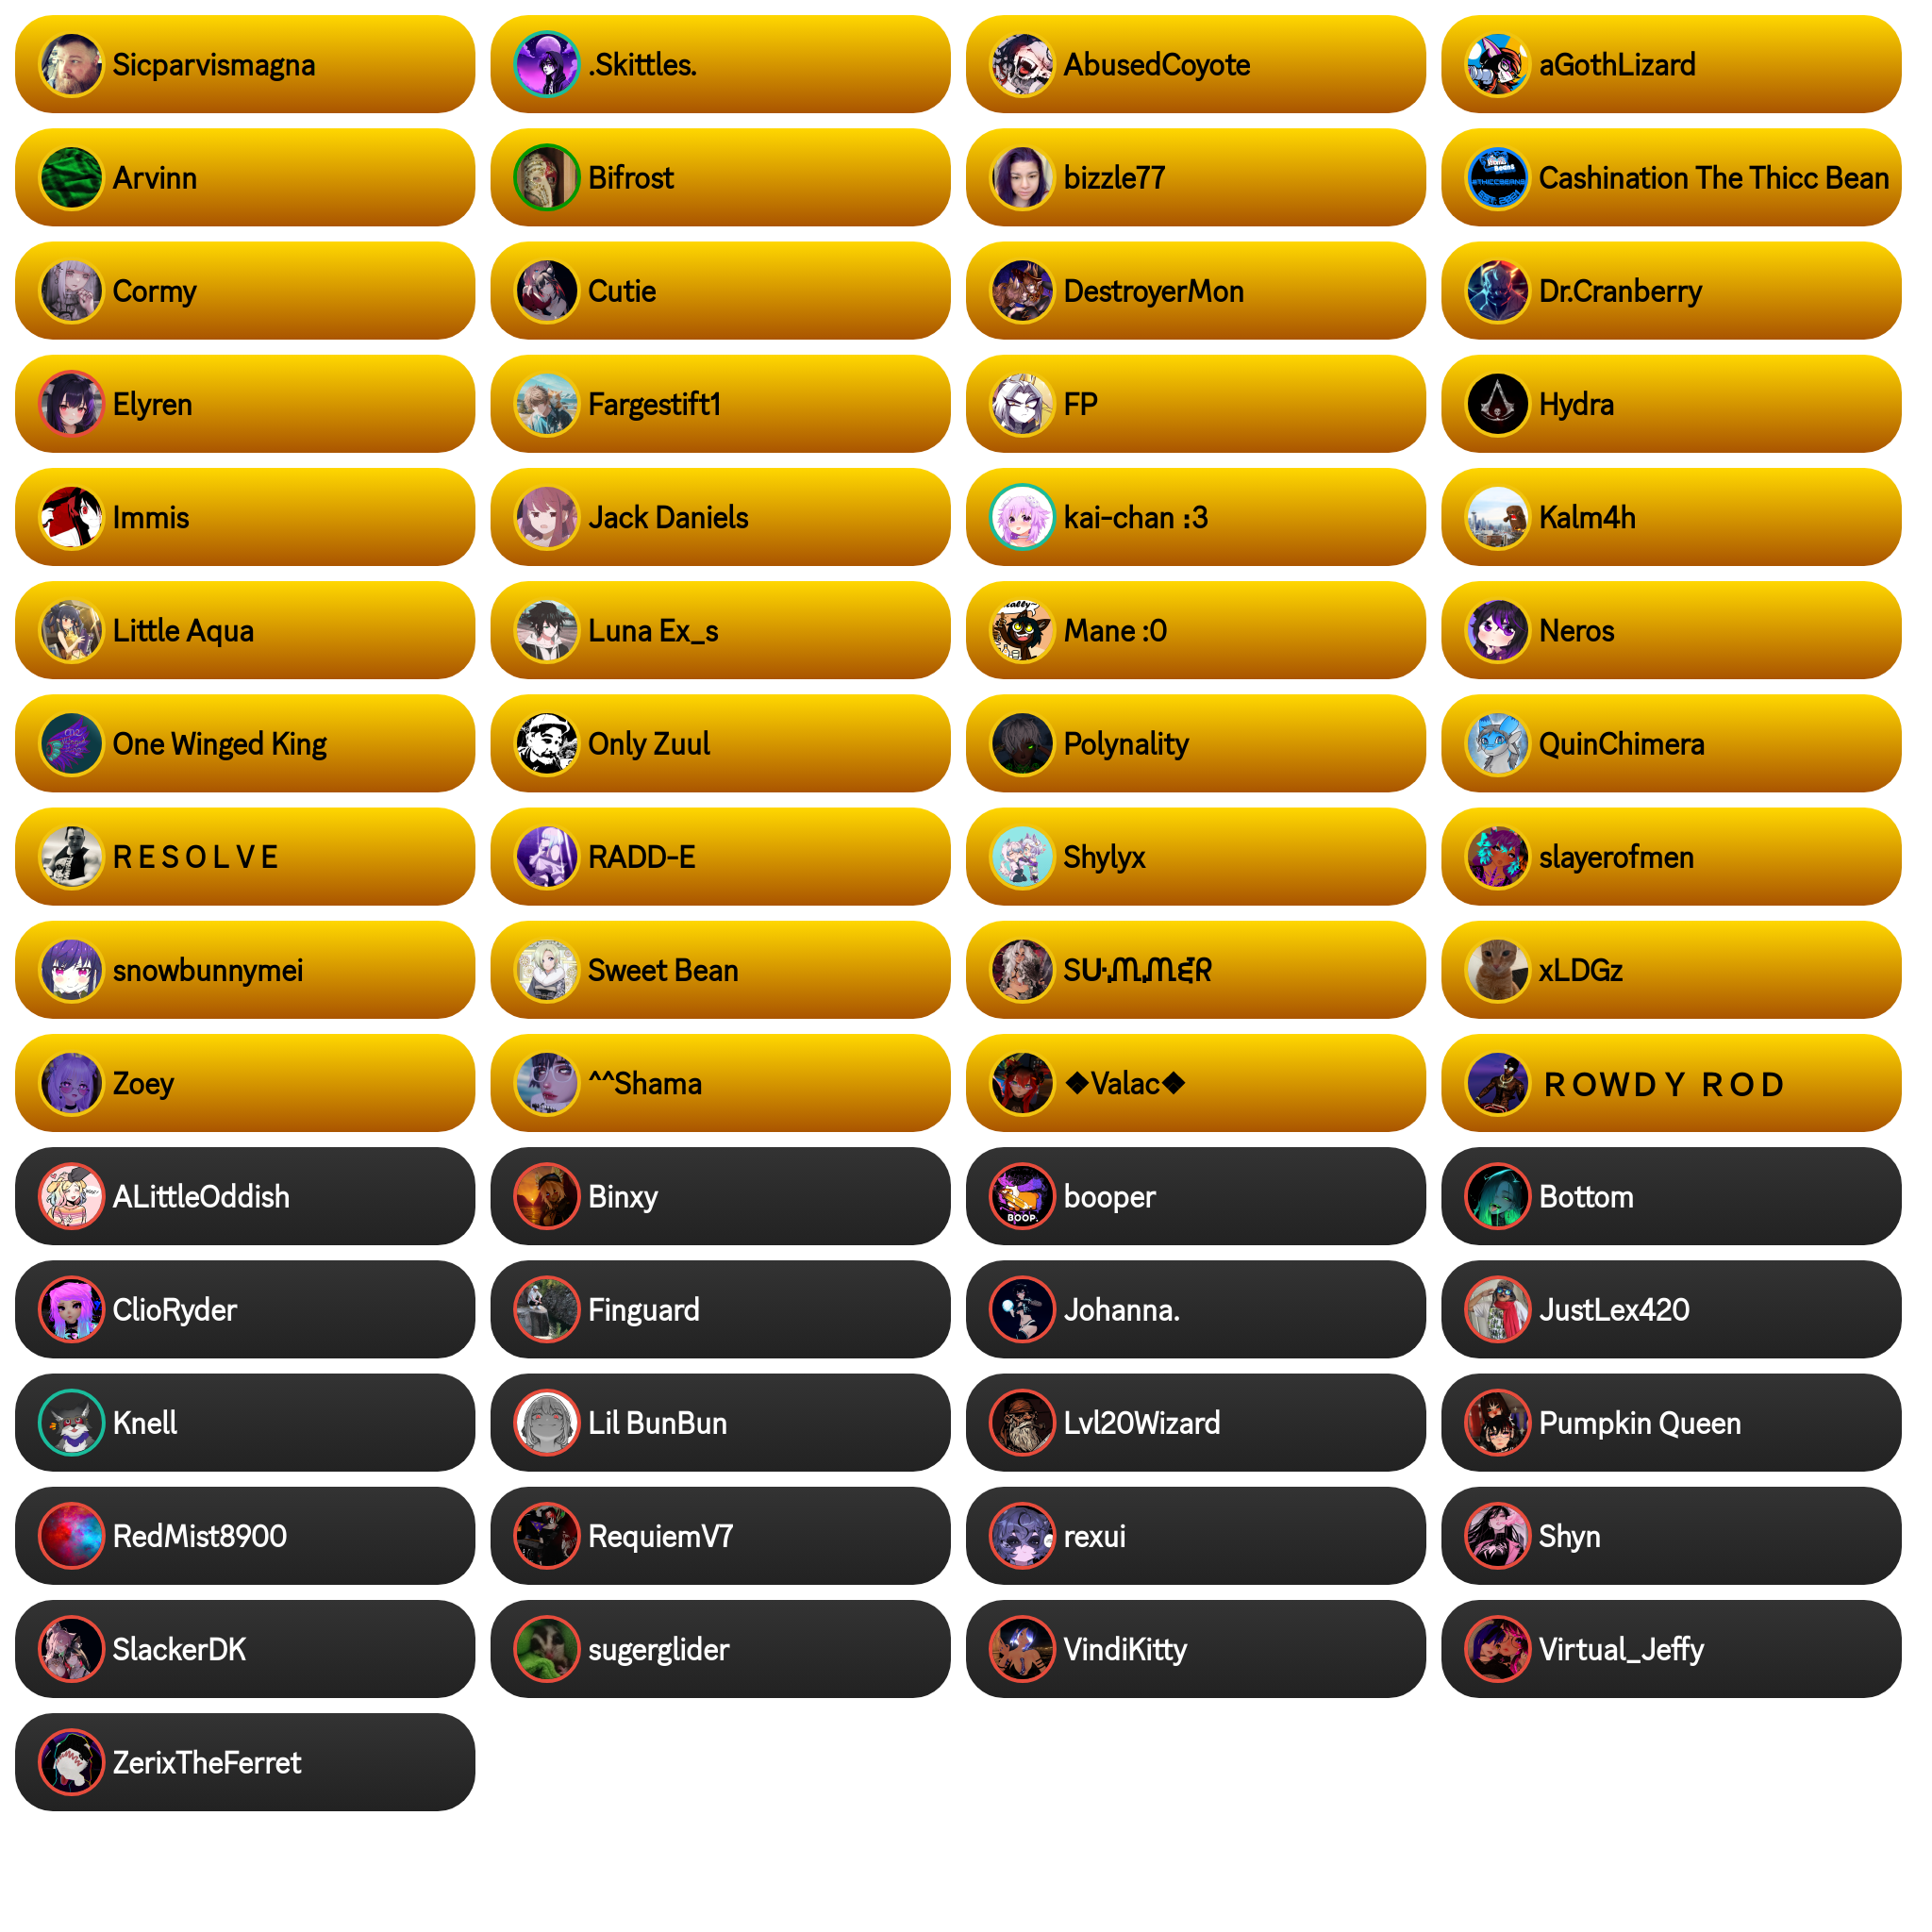 Sicparvismagna
.Skittles.
AbusedCoyote
aGothLizard
Arvinn
Bifrost
bizzle77
Cashination The Thicc Bean
Cormy
Cutie
DestroyerMon
Dr.Cranberry
Elyren
Fargestift1
FP
Hydra
Immis
Jack Daniels
kai-chan :3
Kalm4h
Little Aqua
Luna Ex_s
Mane :0
Neros
One Winged King
Only Zuul
Polynality
QuinChimera
R E S O L V E
RADD-E
Shylyx
slayerofmen
snowbunnymei
Sweet Bean
xLDGz
Zoey
^^Shama
❖Valac❖
R O W D Y  R O D
ALittleOddish
Binxy
booper
BOOP.
Bottom
ClioRyder
Finguard
Johanna.
JustLex420
Knell
Lil BunBun
Lvl20Wizard
Pumpkin Queen
RedMist8900
RequiemV7
rexui
Shyn
SlackerDK
sugerglider
VindiKitty
Virtual_Jeffy
ZerixTheFerret